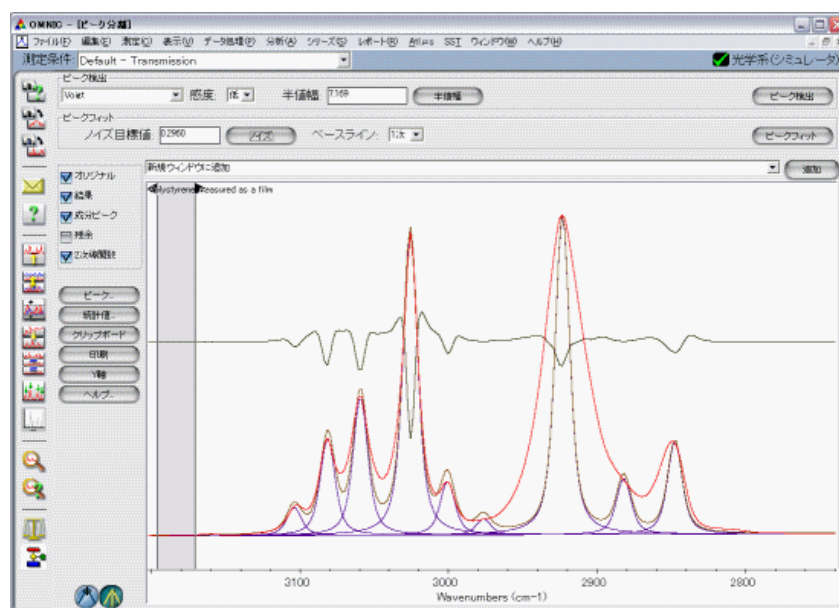 OMNIC - [ピーク分離]
ファイル(F) 編集(E) 測定(C) 表示(V) データ処理(P) 分析(A) シリーズ(S) レポート(R) Atlμs SST ウィンドウ(W) ヘルプ(H)
測定条件: Default - Transmission 光学系(シミュレータ)
ピーク検出
Voigt 感度: 低 半値幅: 7.169 半値幅 ピーク検出
ピークフィット
ノイズ目標値: 0.2960 ノイズ ベースライン: 1次 ピークフィット
新規ウィンドウに追加 追加
オリジナル
結果
成分ピーク
残余
2次導関数
ピーク...
統計値...
クリップボード
印刷
Y軸
ヘルプ...
Polystyrene measured as a film
3100 3000 2900 2800
Wavenumbers (cm-1)